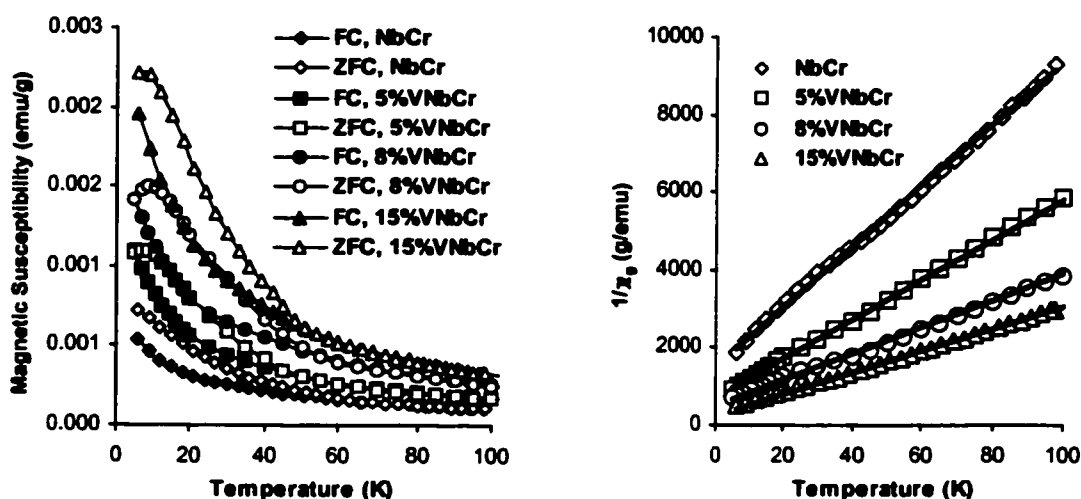 0.003
0.002
0.002
0.001
0.001
0.000
Magnetic Susceptibility (emu/g)
FC, NbCr
ZFC, NbCr
FC, 5%VNbCr
ZFC, 5%VNbCr
FC, 8%VNbCr
ZFC, 8%VNbCr
FC, 15%VNbCr
ZFC, 15%VNbCr
0 20 40 60 80 100
Temperature (K)
10000
8000
6000
4000
2000
0
1/χg (g/emu)
NbCr
5%VNbCr
8%VNbCr
15%VNbCr
0 20 40 60 80 100
Temperature (K)